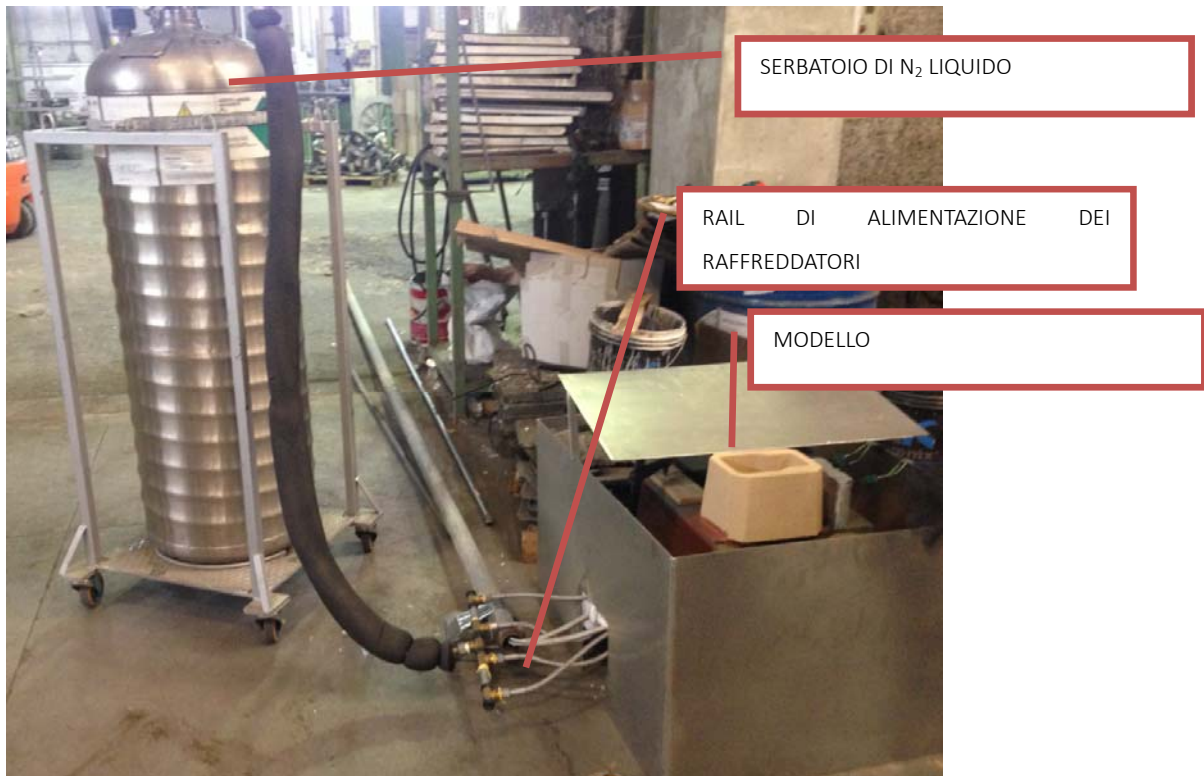 SERBATOIO DI N₂ LIQUIDO
RAIL DI ALIMENTAZIONE DEI
RAFFREDDATORI
MODELLO